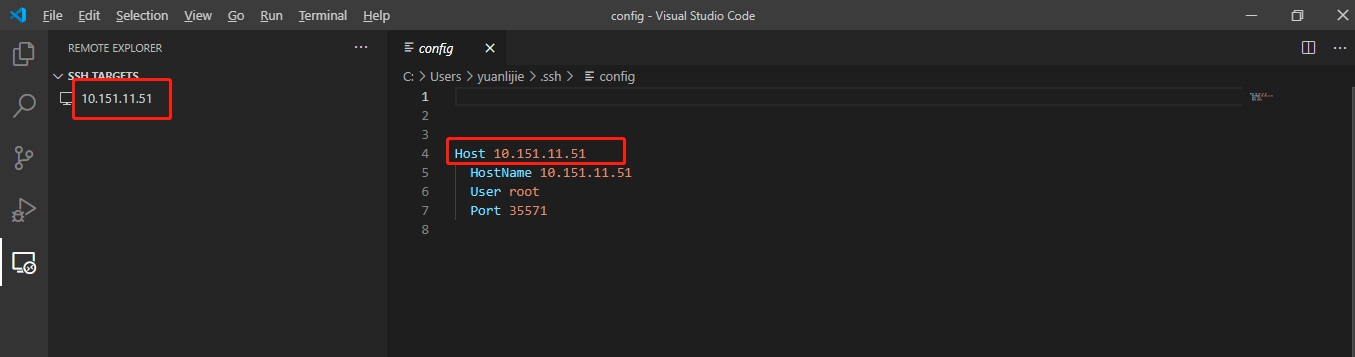 File Edit Selection View Go Run Terminal Help config - Visual Studio Code
REMOTE EXPLORER ...
SSH TARGETS
10.151.11.51
config
C: > Users > yuanlijie > .ssh > config
1
2
3
4 Host 10.151.11.51
5 HostName 10.151.11.51
6 User root
7 Port 35571
8